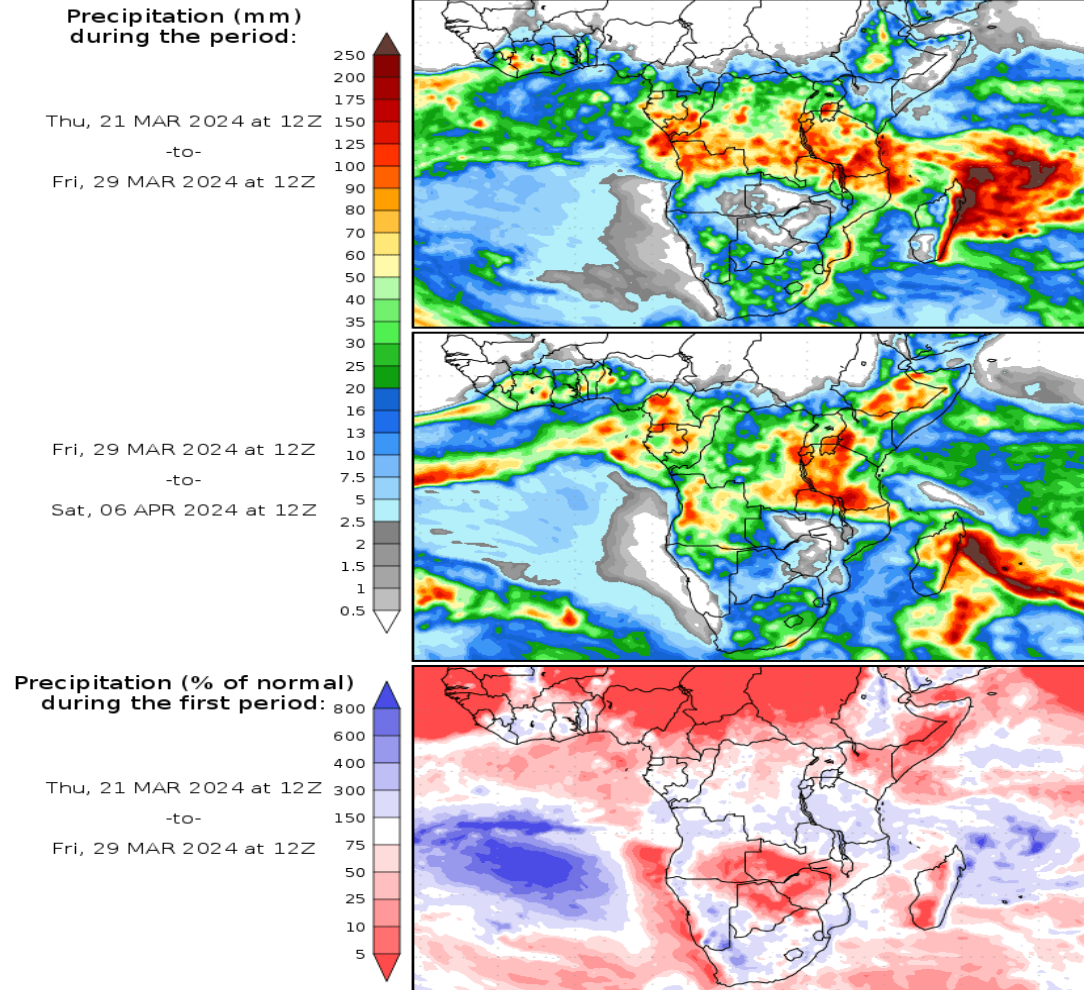 Precipitation (mm)
during the period:
250
200
175
Thu, 21 MAR 2024 at 12Z
150
-to-
125
Fri, 29 MAR 2024 at 12Z
100
90
80
70
60
50
40
35
30
25
20
16
13
Fri, 29 MAR 2024 at 12Z
10
-to-
7.5
Sat, 06 APR 2024 at 12Z
5
2.5
2
1.5
1
0.5
Precipitation (% of normal)
during the first period:
800
600
400
Thu, 21 MAR 2024 at 12Z
300
-to-
150
Fri, 29 MAR 2024 at 12Z
75
50
25
10
5